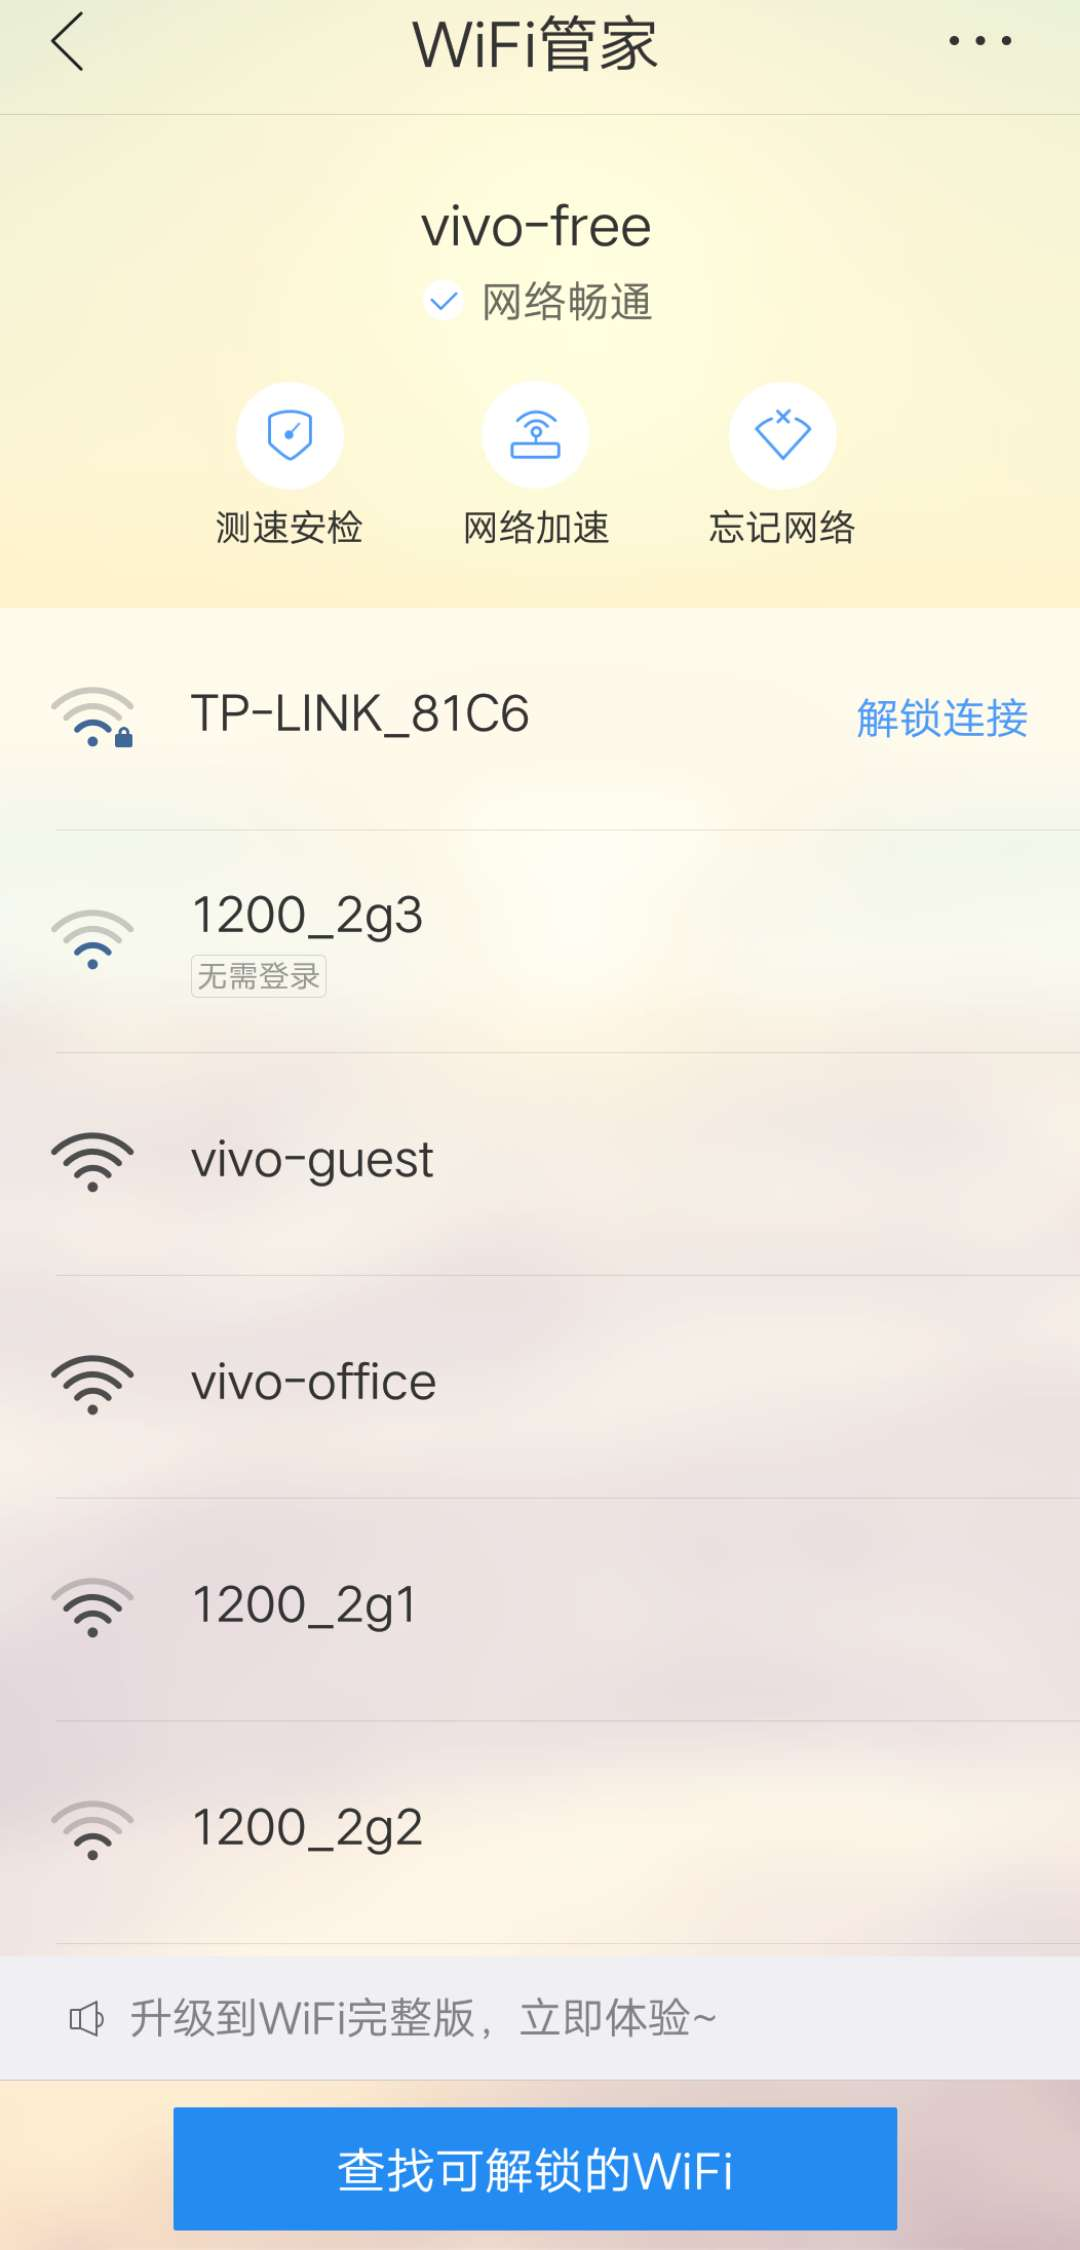 WiFi管家
vivo-free
网络畅通
测速安检
网络加速
忘记网络
TP-LINK_81C6
解锁连接
1200_2g3
无需登录
vivo-guest
vivo-office
1200_2g1
1200_2g2
升级到WiFi完整版，立即体验~
查找可解锁的WiFi